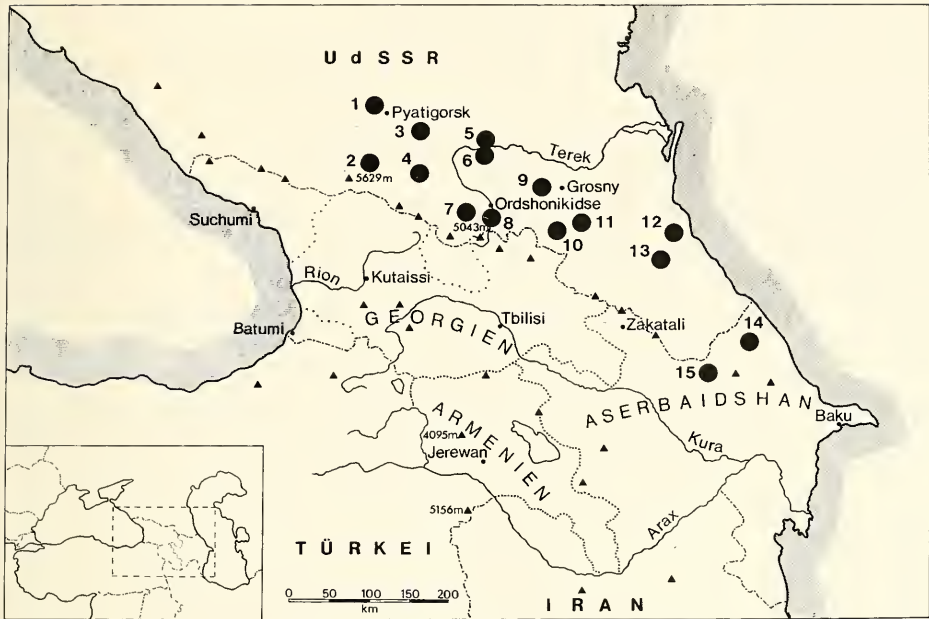 UdSSR
1
Pyatigorsk
3
5
Terek
6
2
5629m
4
9
Grosny
Ordshonikidse
Suchumi
7
8
11
12
5043m
10
13
Rion
Kutaissi
Batumi
GEORGIEN
Tbilisi
Zakatali
14
15
ASERBAIDSHAN
Baku
ARMENIEN
4095m
Jerewan
Kura
5156m
Arax
TÜRKEI
0 50 100 150 200
km
IRAN